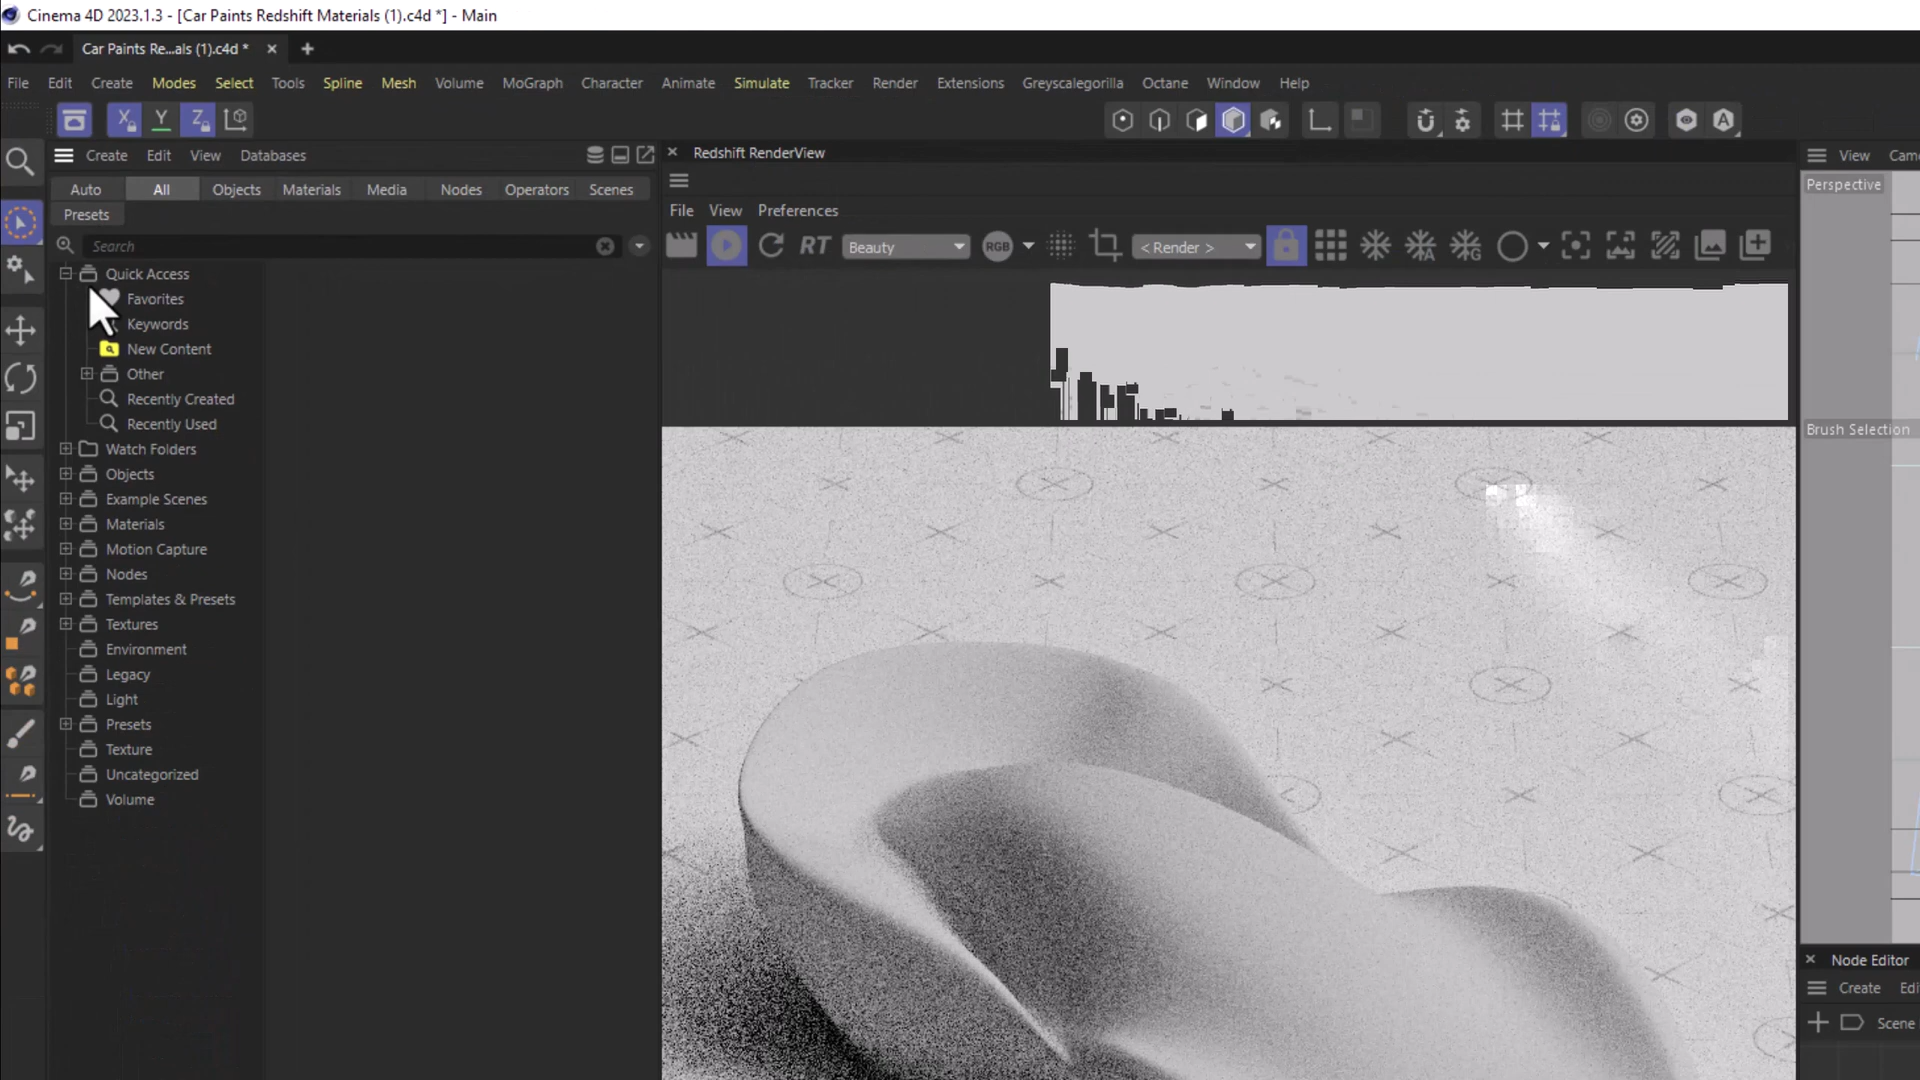 Cinema 4D 2023.1.3 - [Car Paints Redshift Materials (1).c4d *] - Main
Car Paints Re...als (1).c4d *
File Edit Create Modes Select Tools Spline Mesh Volume MoGraph Character Animate Simulate Tracker Render Extensions Greyscalegorilla Octane Window Help
X Y Z
A
Create Edit View Databases
Redshift RenderView
View Came
Auto All Objects Materials Media Nodes Operators Scenes
Perspective
Presets
File View Preferences
Search
RT Beauty RGB < Render > A G
Quick Access
Favorites
Keywords
New Content
Other
Recently Created
Recently Used
Brush Selection
Watch Folders
Objects
Example Scenes
Materials
Motion Capture
Nodes
Templates & Presets
Textures
Environment
Legacy
Light
Presets
Texture
Uncategorized
Volume
Node Editor
Create Edi
Scene